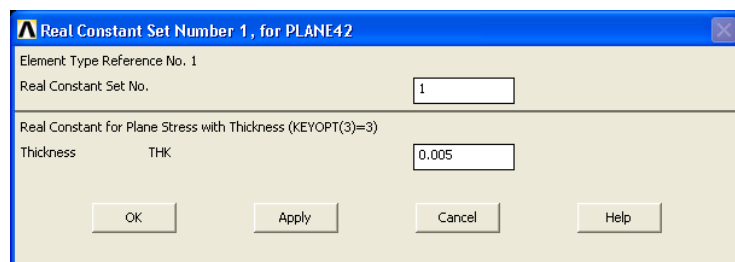 Real Constant Set Number 1, for PLANE42
Element Type Reference No. 1
Real Constant Set No. 1
Real Constant for Plane Stress with Thickness (KEYOPT(3)=3)
Thickness THK 0.005
OK Apply Cancel Help